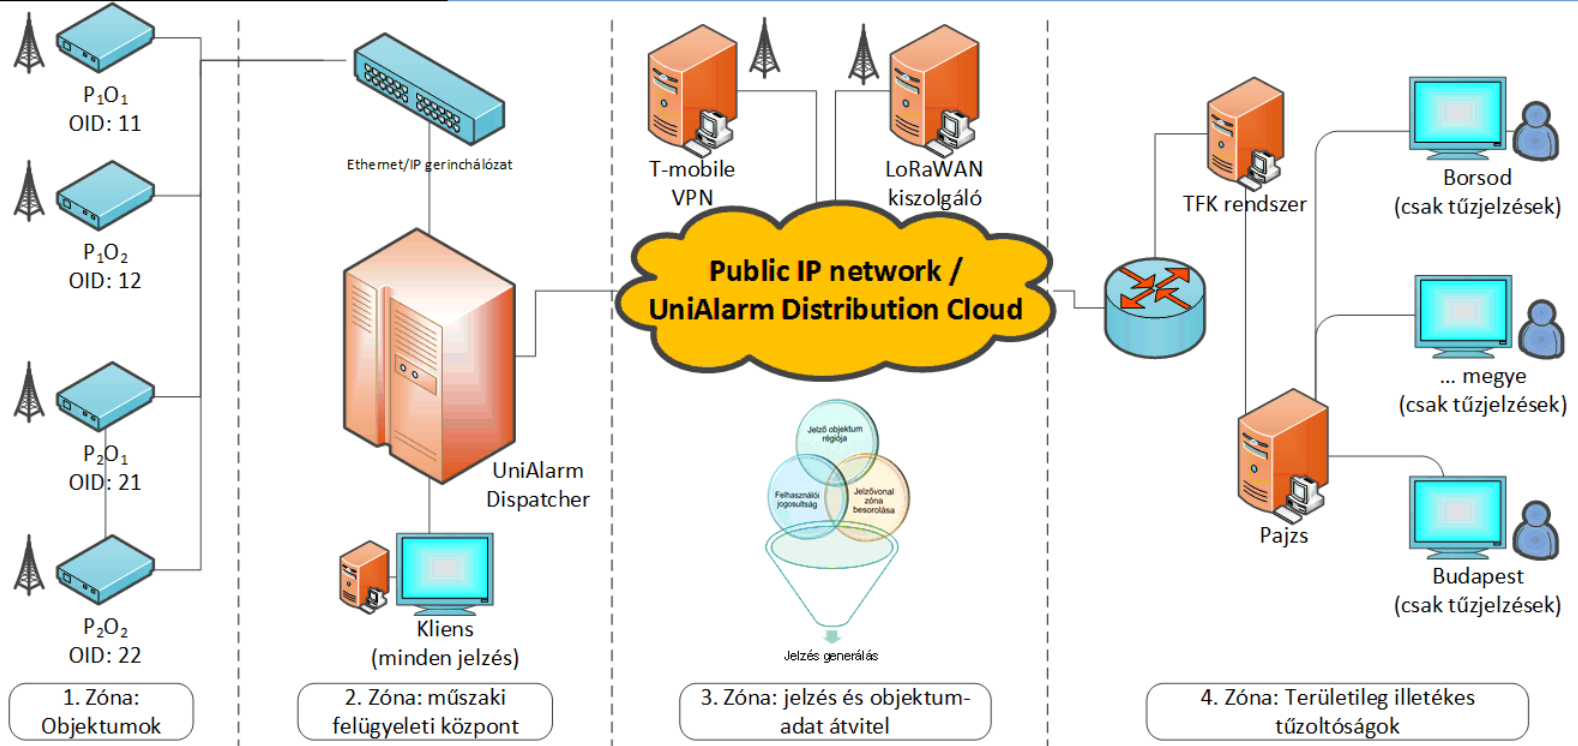 P₁O₁
OID: 11
P₁O₂
OID: 12
P₂O₁
OID: 21
P₂O₂
OID: 22
1. Zóna:
Objektumok
Ethernet/IP gerinchálózat
UniAlarm
Dispatcher
Kliens
(minden jelzés)
2. Zóna: műszaki
felügyeleti központ
T-mobile
VPN
LoRaWAN
kiszolgáló
Public IP network /
UniAlarm Distribution Cloud
Jelző objektum
régiója
Felhasználói
jogosultság
Jelzővonal
zóna
besorolása
Jelzés generálás
3. Zóna: jelzés és objektum-
adat átvitel
TFK rendszer
Pajzs
Borsod
(csak tűzjelzések)
... megye
(csak tűzjelzések)
Budapest
(csak tűzjelzések)
4. Zóna: Területileg illetékes
tűzoltóságok